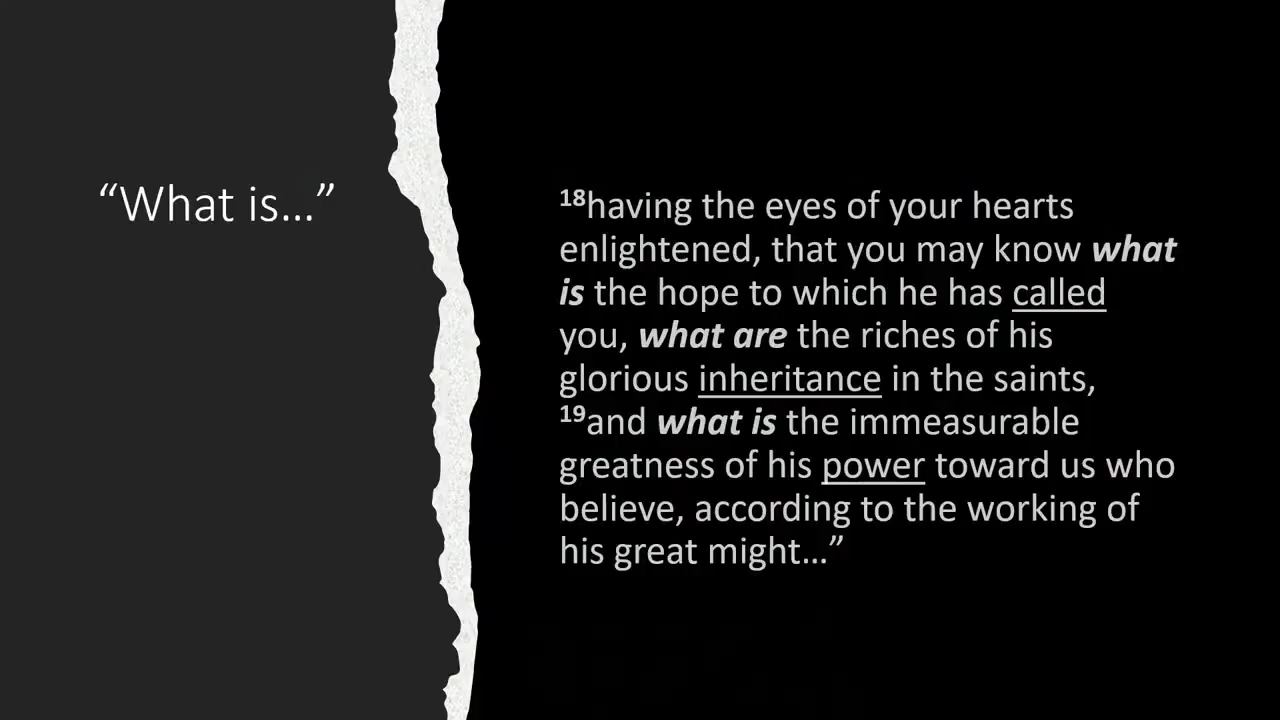 “What is…”
¹⁸having the eyes of your hearts
enlightened, that you may know what
is the hope to which he has called
you, what are the riches of his
glorious inheritance in the saints,
¹⁹and what is the immeasurable
greatness of his power toward us who
believe, according to the working of
his great might…”